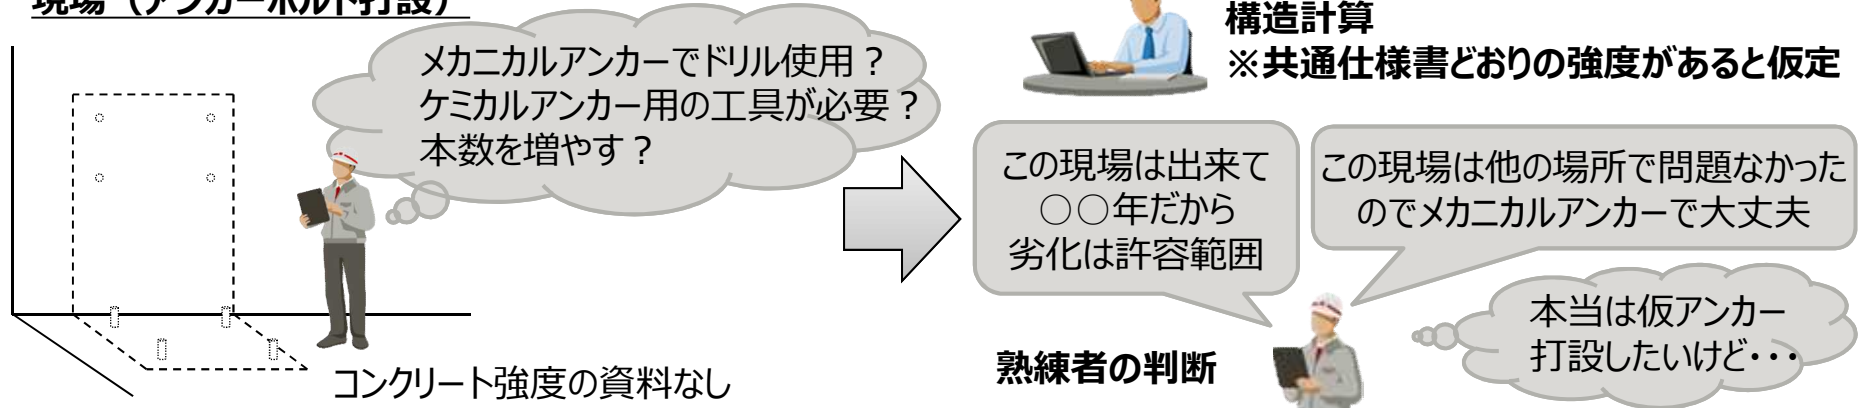 現場（アンカーボルト打設）
メカニカルアンカーでドリル使用？
ケミカルアンカー用の工具が必要？
本数を増やす？
コンクリート強度の資料なし
構造計算
※共通仕様書どおりの強度があると仮定
この現場は出来て
○○年だから
劣化は許容範囲
この現場は他の場所で問題なかった
のでメカニカルアンカーで大丈夫
熟練者の判断
本当は仮アンカー
打設したいけど・・・